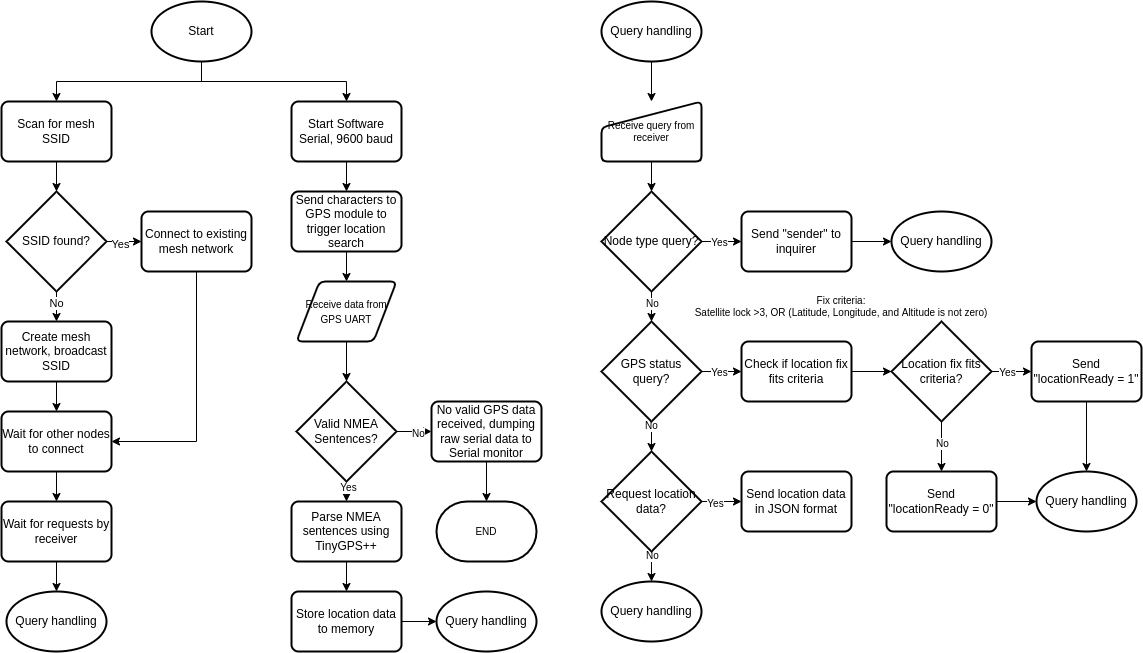 Start
Scan for mesh
SSID
SSID found?
Yes
Connect to existing
mesh network
No
Create mesh
network, broadcast
SSID
Wait for other nodes
to connect
Wait for requests by
receiver
Query handling
Start Software
Serial, 9600 baud
Send characters to
GPS module to
trigger location
search
Receive data from
GPS UART
Valid NMEA
Sentences?
No
No valid GPS data
received, dumping
raw serial data to
Serial monitor
END
Yes
Parse NMEA
sentences using
TinyGPS++
Store location data
to memory
Query handling
Query handling
Receive query from
receiver
Node type query?
Yes
Send "sender" to
inquirer
Query handling
No
GPS status
query?
Yes
Check if location fix
fits criteria
Fix criteria:
Satellite lock >3, OR (Latitude, Longitude, and Altitude is not zero)
Location fix fits
criteria?
Yes
Send
"locationReady = 1"
No
Send
"locationReady = 0"
Query handling
No
Request location
data?
Yes
Send location data
in JSON format
No
Query handling